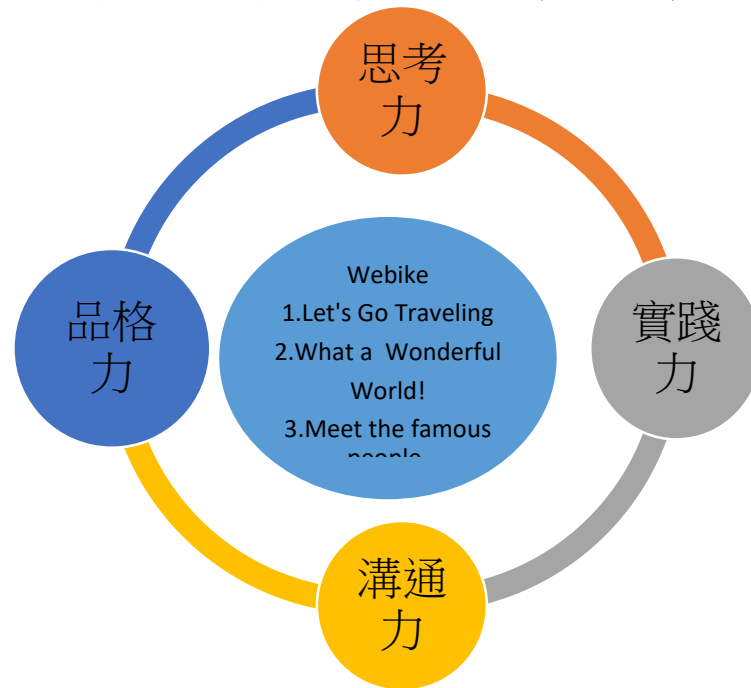 思考
力
Webike
1.Let's Go Traveling
2.What a Wonderful
World!
3.Meet the famous
people
品格
力
實踐
力
溝通
力